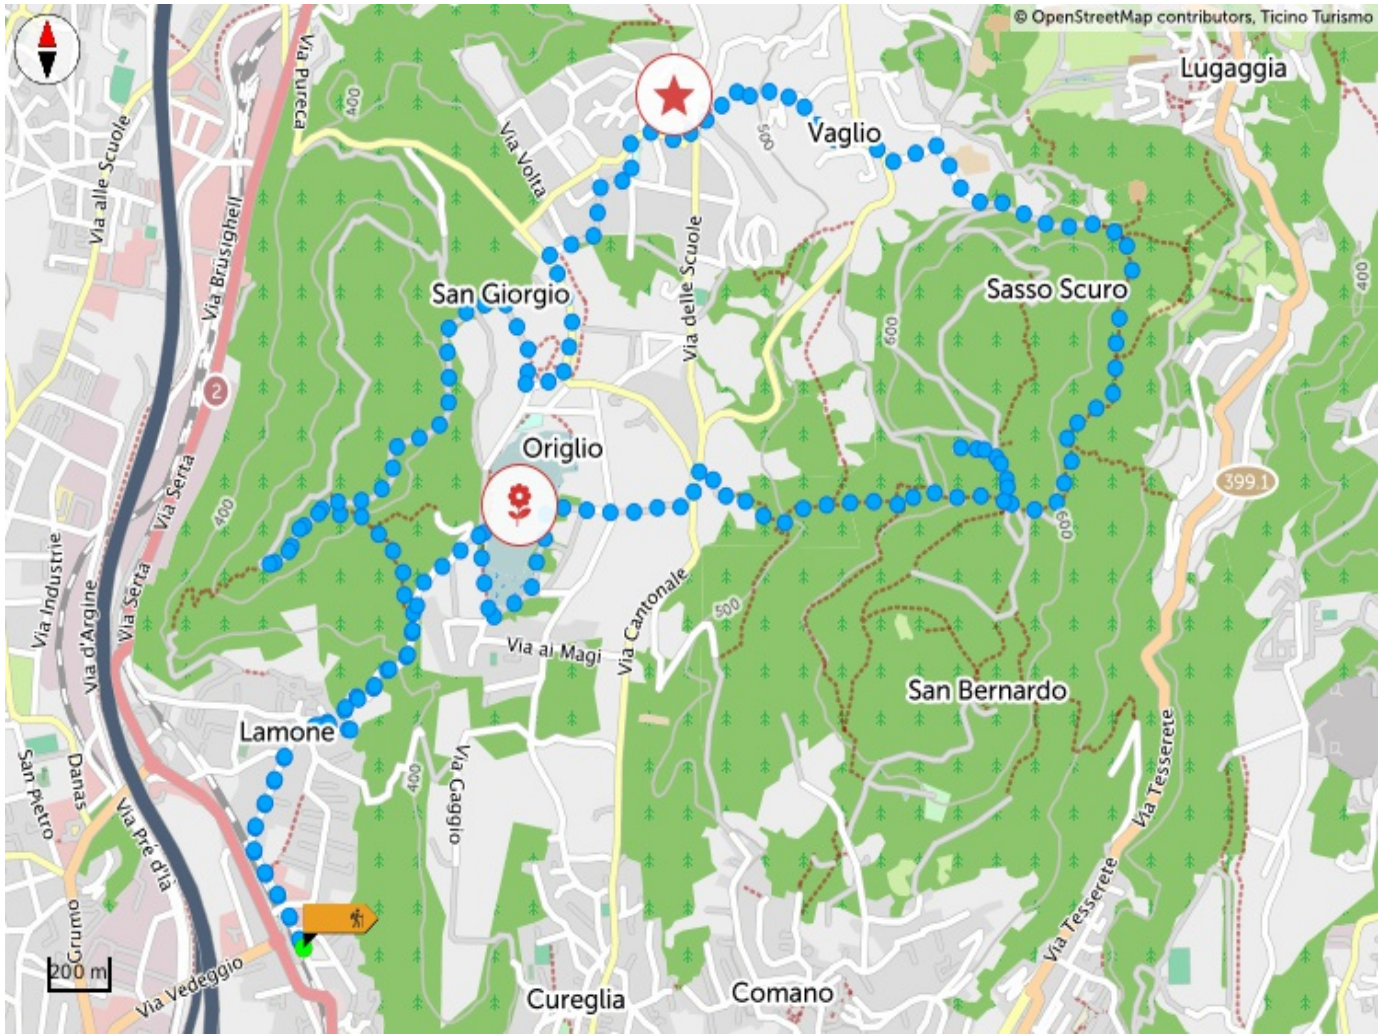 © OpenStreetMap contributors, Ticino Turismo
Lugaggia
Via Pureca
400
Via Volta
500
Vaglio
Via alle Scuole
Via Brüsighell
San Giorgio
Via delle Scuole
Sasso Scuro
400
600
2
Origlio
399.1
Via Serta
400
600
Via Industrie
Via d'Argine
Via Serta
Via Cantonale
500
Via ai Magi
San Bernardo
Lamone
400
Via Gaggio
Via Tesserete
San Pietro
Danas
Via Pré d'là
Via Tesserete
Grumo
200 m
Via Vedeggio
Cureglia
Comano